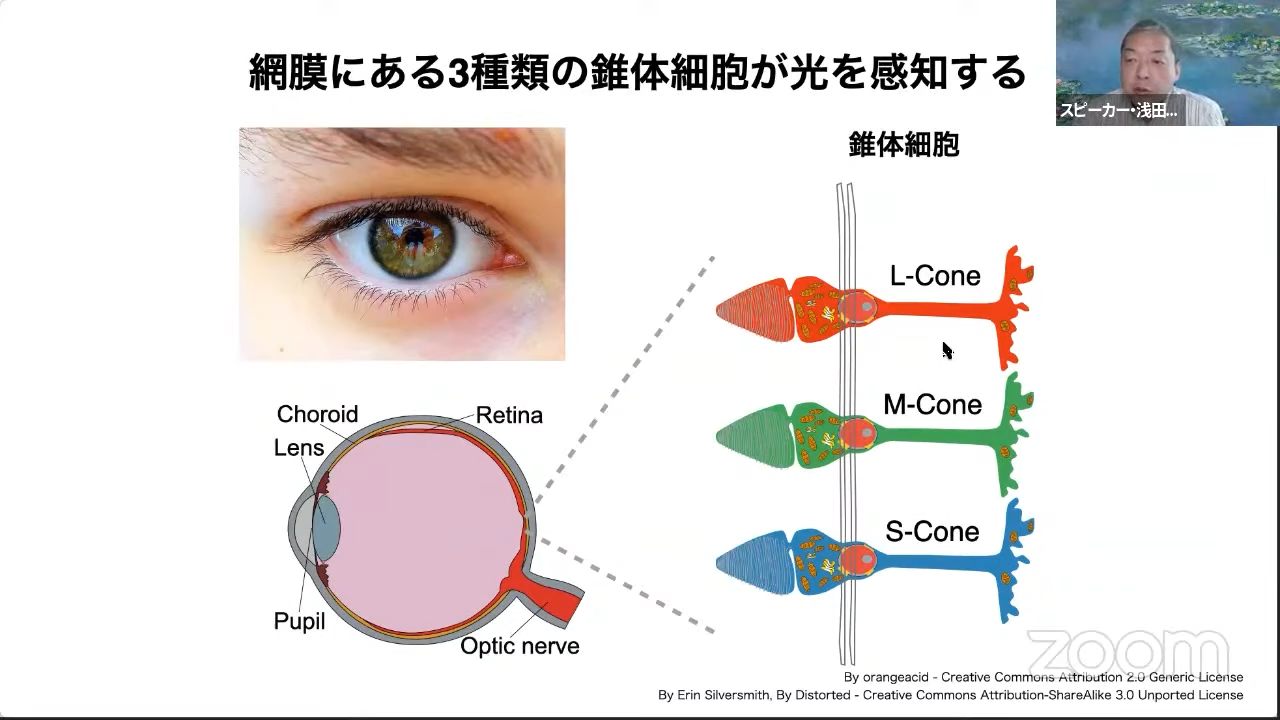 網膜にある3種類の錐体細胞が光を感知する
スピーカー・浅田...
錐体細胞
L-Cone
M-Cone
S-Cone
Choroid
Retina
Lens
Pupil
Optic nerve
zoom
By orangeacid - Creative Commons Attribution 2.0 Generic License
By Erin Silversmith, By Distorted - Creative Commons Attribution-ShareAlike 3.0 Unported License